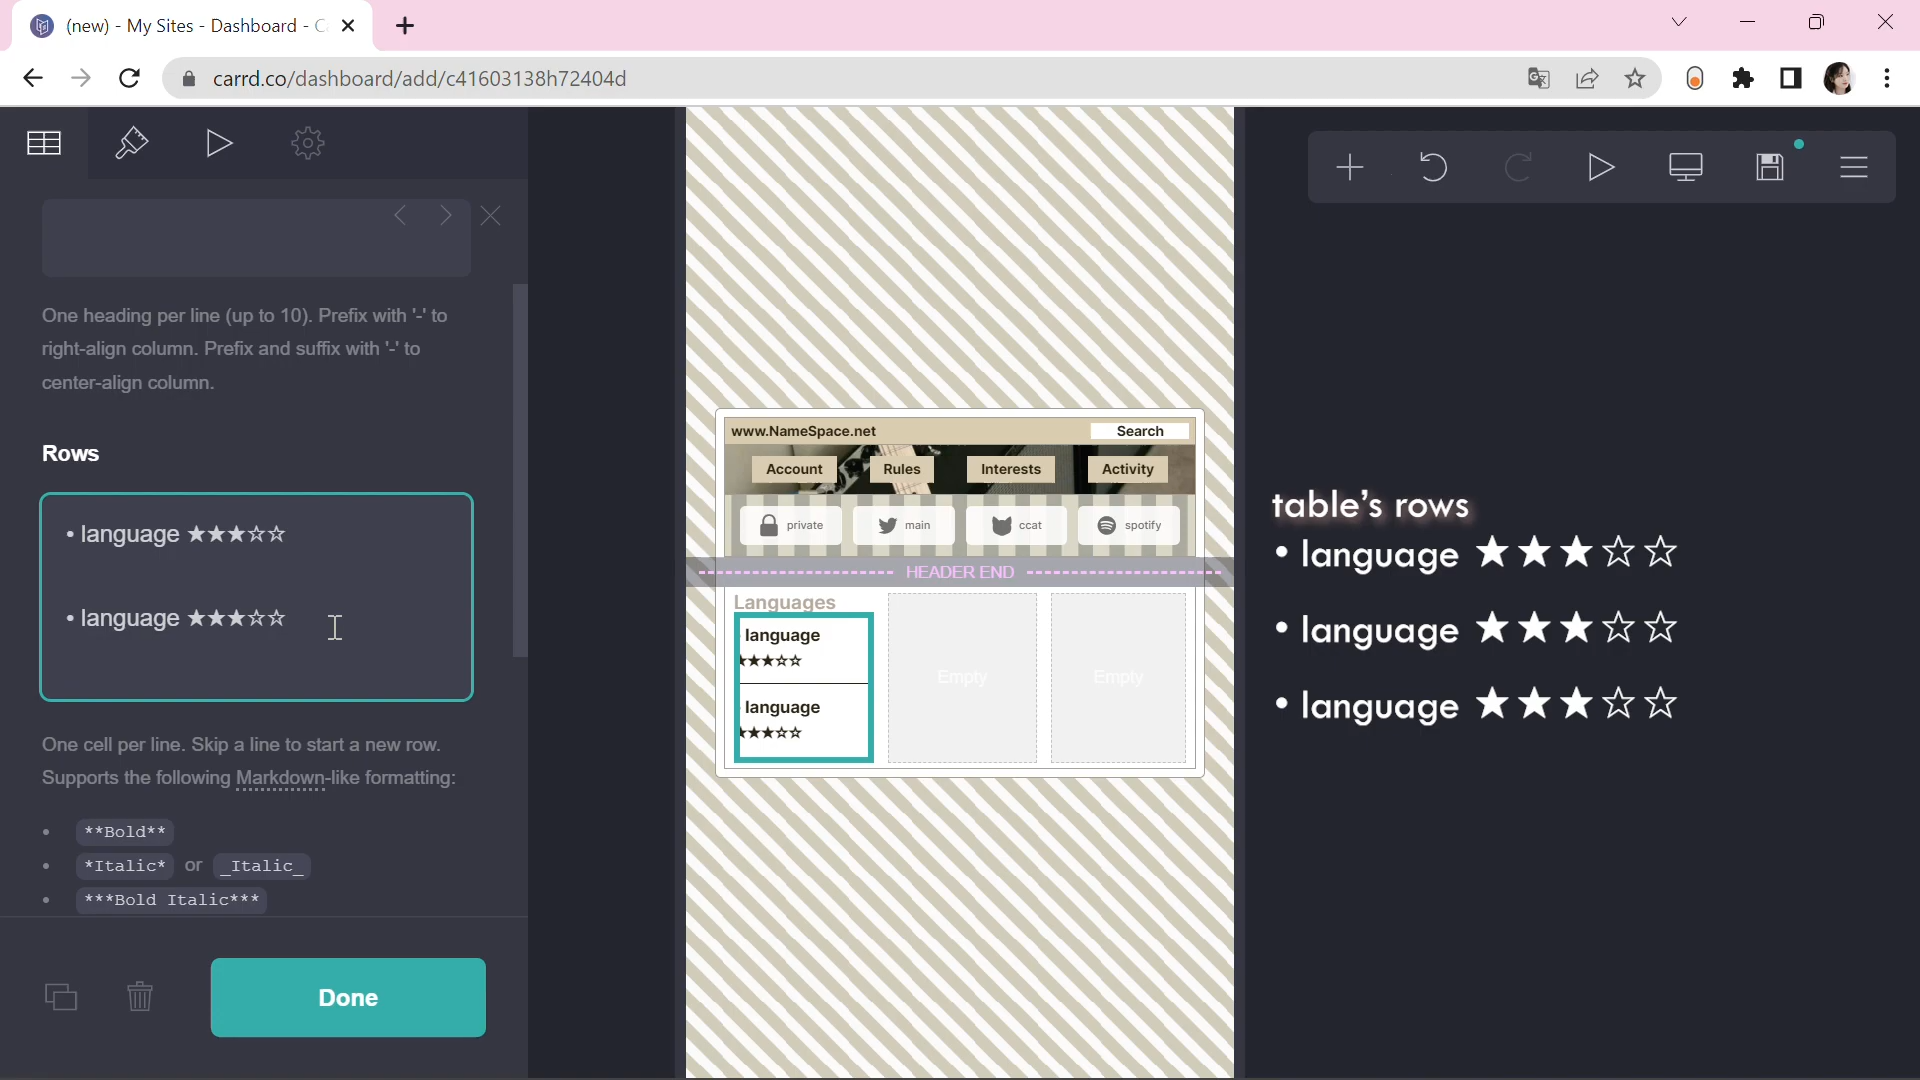 (new) - My Sites - Dashboard - C
carrd.co/dashboard/add/c41603138h72404d
One heading per line (up to 10). Prefix with '-' to
right-align column. Prefix and suffix with '-' to
center-align column.
Rows
• language ★★★☆☆
• language ★★★☆☆
One cell per line. Skip a line to start a new row.
Supports the following Markdown-like formatting:
• **Bold**
• *Italic* or _Italic_
• ***Bold Italic***
Done
www.NameSpace.net
Search
Account
Rules
Interests
Activity
private
main
ccat
spotify
HEADER END
Languages
language
★★★☆☆
language
★★★☆☆
Empty
Empty
table's rows
• language ★★★☆☆
• language ★★★☆☆
• language ★★★☆☆